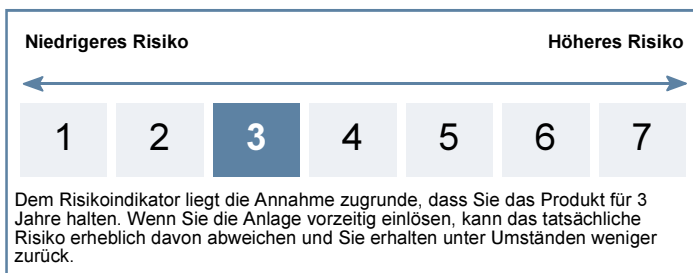 Niedrigeres Risiko Höheres Risiko
1 2 3 4 5 6 7
Dem Risikoindikator liegt die Annahme zugrunde, dass Sie das Produkt für 3
Jahre halten. Wenn Sie die Anlage vorzeitig einlösen, kann das tatsächliche
Risiko erheblich davon abweichen und Sie erhalten unter Umständen weniger
zurück.